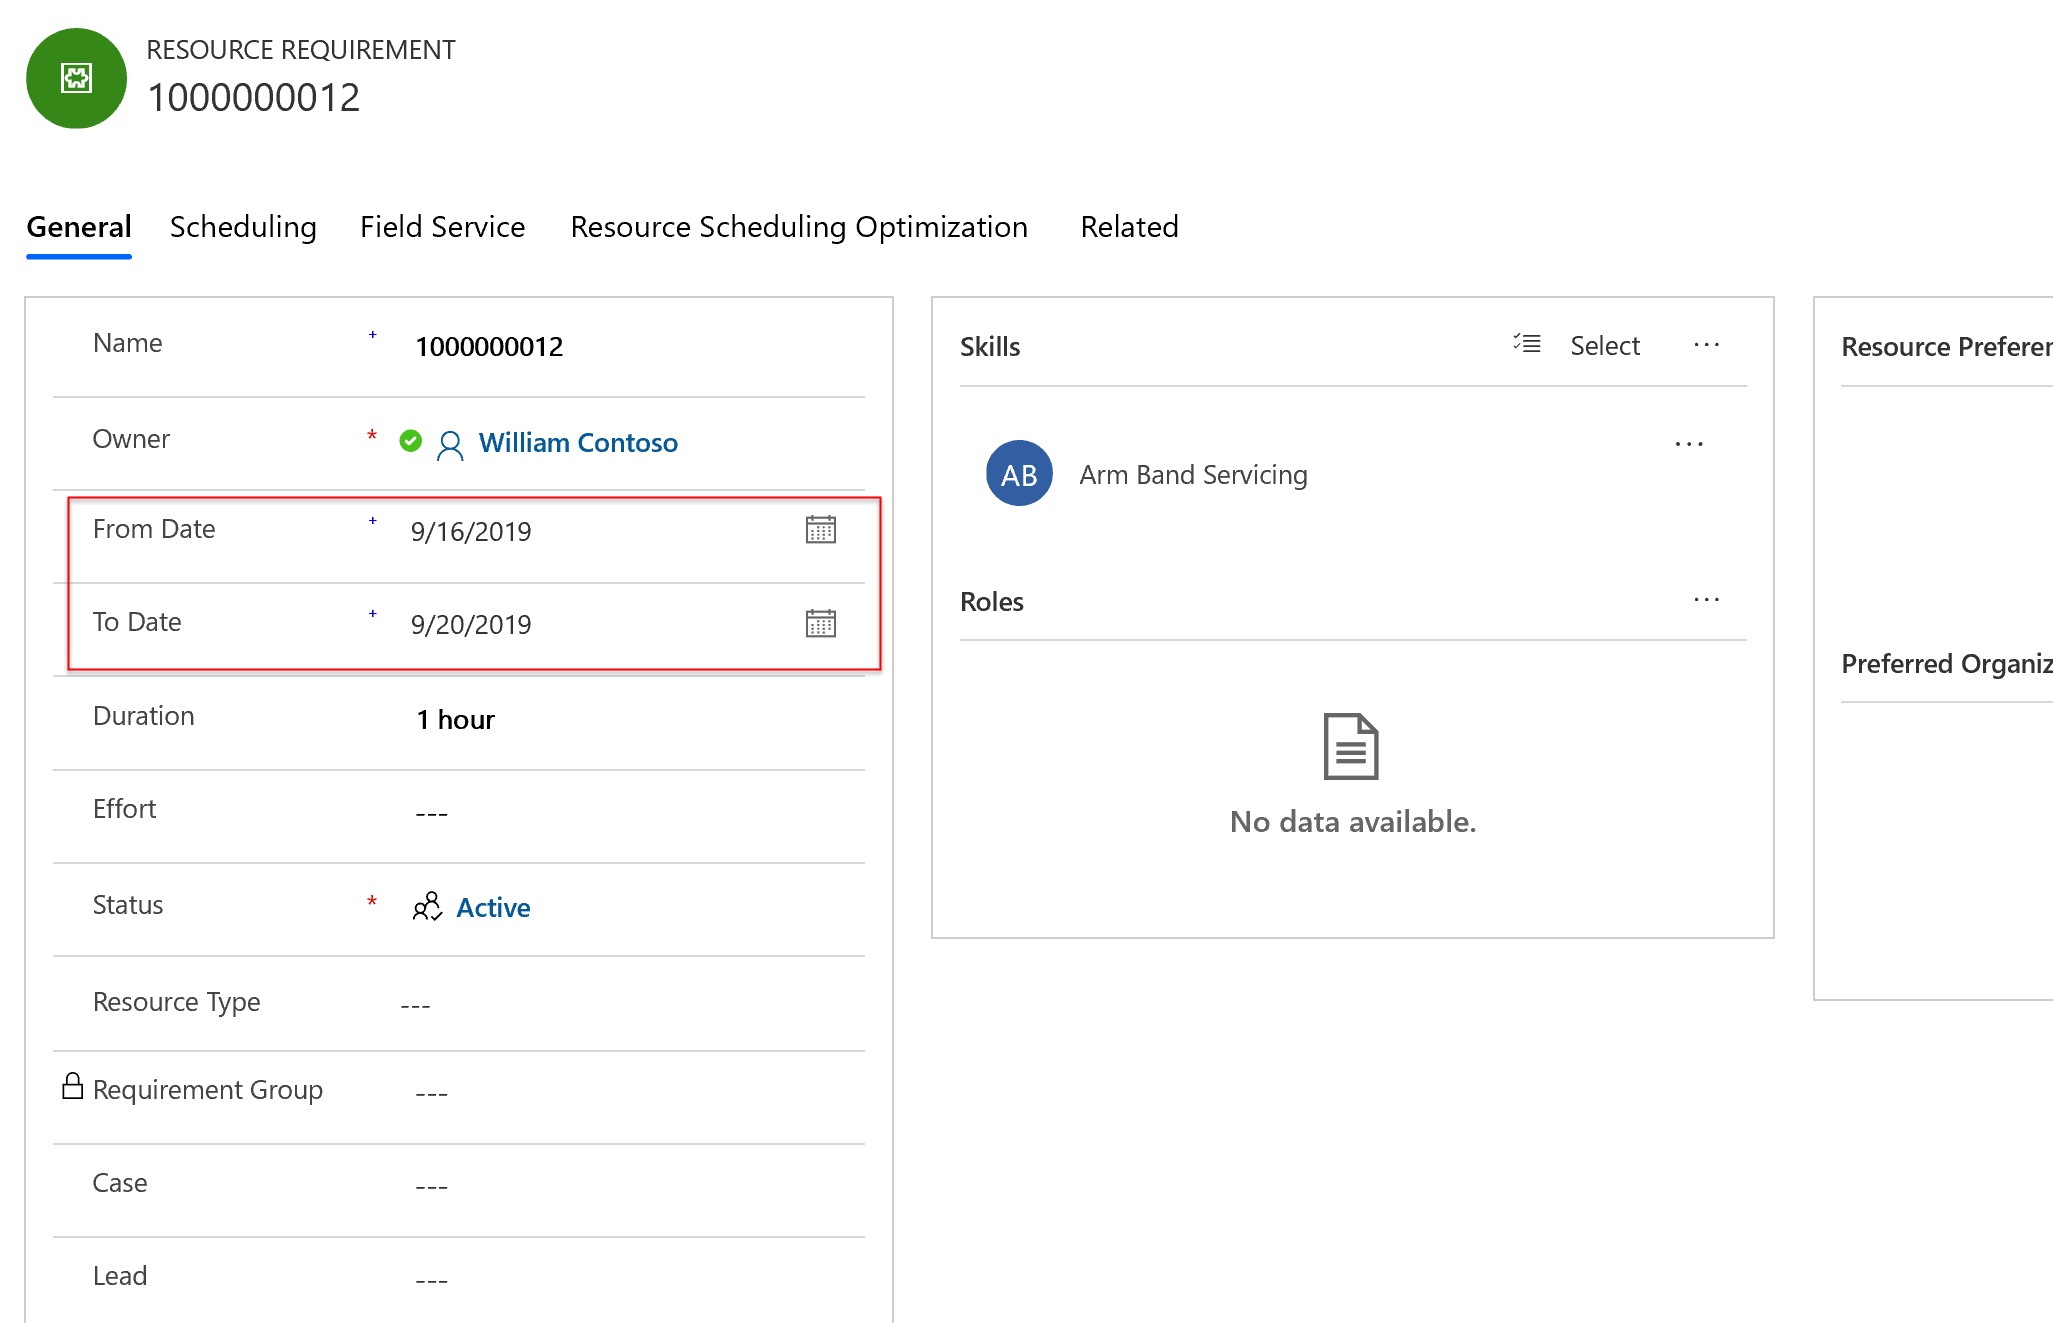 RESOURCE REQUIREMENT
1000000012
General Scheduling Field Service Resource Scheduling Optimization Related
Name + 1000000012
Owner * William Contoso
From Date + 9/16/2019
To Date + 9/20/2019
Duration 1 hour
Effort ---
Status * Active
Resource Type ---
Requirement Group ---
Case ---
Lead ---
Skills Select ...
AB Arm Band Servicing ...
Roles ...
No data available.
Resource Preferen
Preferred Organiz